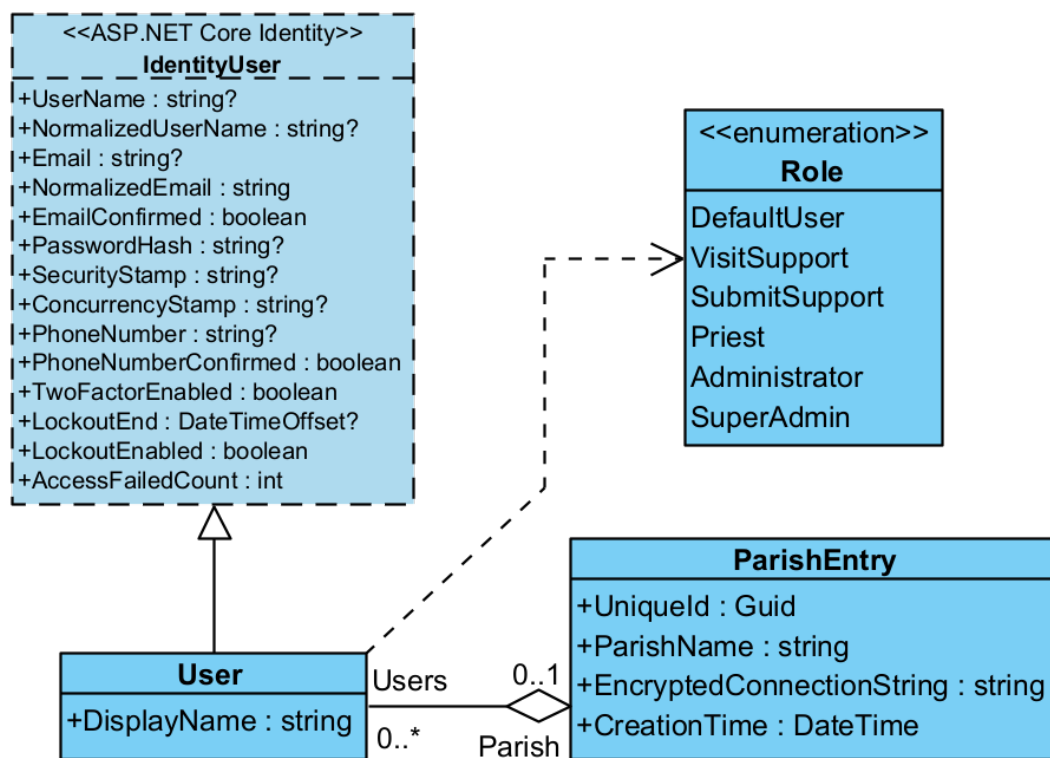 <<ASP.NET Core Identity>>
IdentityUser
+UserName : string?
+NormalizedUserName : string?
+Email : string?
+NormalizedEmail : string
+EmailConfirmed : boolean
+PasswordHash : string?
+SecurityStamp : string?
+ConcurrencyStamp : string?
+PhoneNumber : string?
+PhoneNumberConfirmed : boolean
+TwoFactorEnabled : boolean
+LockoutEnd : DateTimeOffset?
+LockoutEnabled : boolean
+AccessFailedCount : int
<<enumeration>>
Role
DefaultUser
VisitSupport
SubmitSupport
Priest
Administrator
SuperAdmin
User
+DisplayName : string
Users
0..*
0..1
Parish
ParishEntry
+UniqueId : Guid
+ParishName : string
+EncryptedConnectionString : string
+CreationTime : DateTime